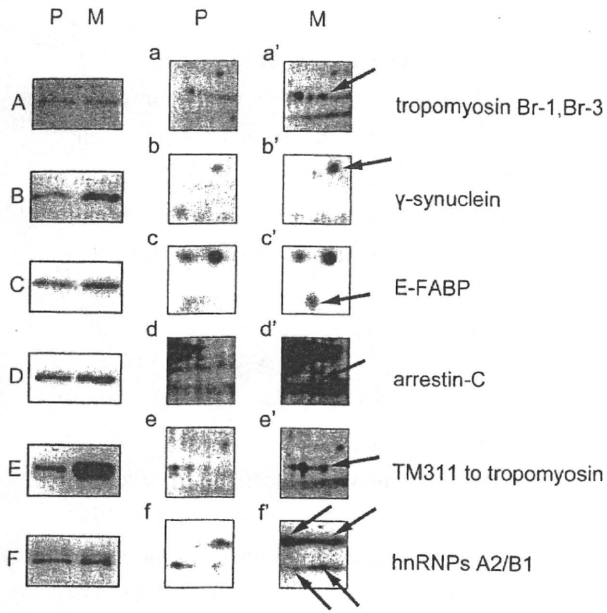 P M P M
a a'
A tropomyosin Br-1,Br-3
b b'
B γ-synuclein
c c'
C E-FABP
d d'
D arrestin-C
e e'
E TM311 to tropomyosin
f f'
F hnRNPs A2/B1